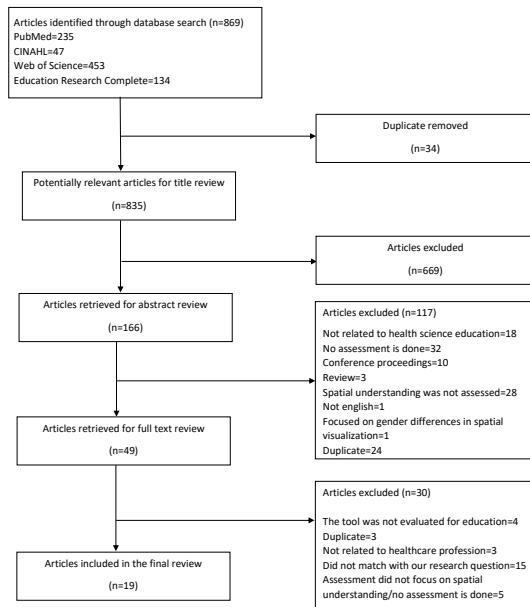 Articles identified through database search (n=869)
PubMed=235
CINAHL=47
Web of Science=453
Education Research Complete=134
Duplicate removed
(n=34)
Potentially relevant articles for title review
(n=835)
Articles excluded
(n=669)
Articles retrieved for abstract review
(n=166)
Articles excluded (n=117)
Not related to health science education=18
No assessment is done=32
Conference proceedings=10
Review=3
Spatial understanding was not assessed=28
Not english=1
Focused on gender differences in spatial
visualization=1
Duplicate=24
Articles retrieved for full text review
(n=49)
Articles excluded (n=30)
The tool was not evaluated for education=4
Duplicate=3
Not related to healthcare profession=3
Did not match with our research question=15
Assessment did not focus on spatial
understanding/no assessment is done=5
Articles included in the final review
(n=19)